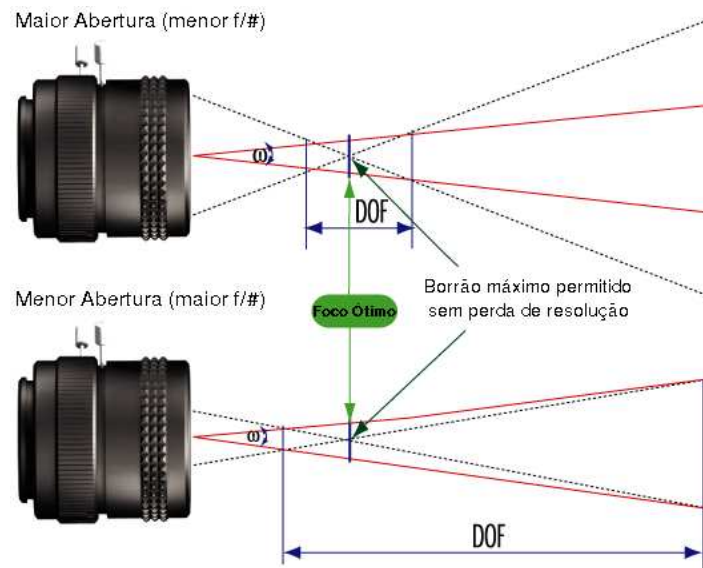 Maior Abertura (menor f/#)
ω
DOF
Menor Abertura (maior f/#)
Foco Ótimo
Borrão máximo permitido
sem perda de resolução
ω
DOF